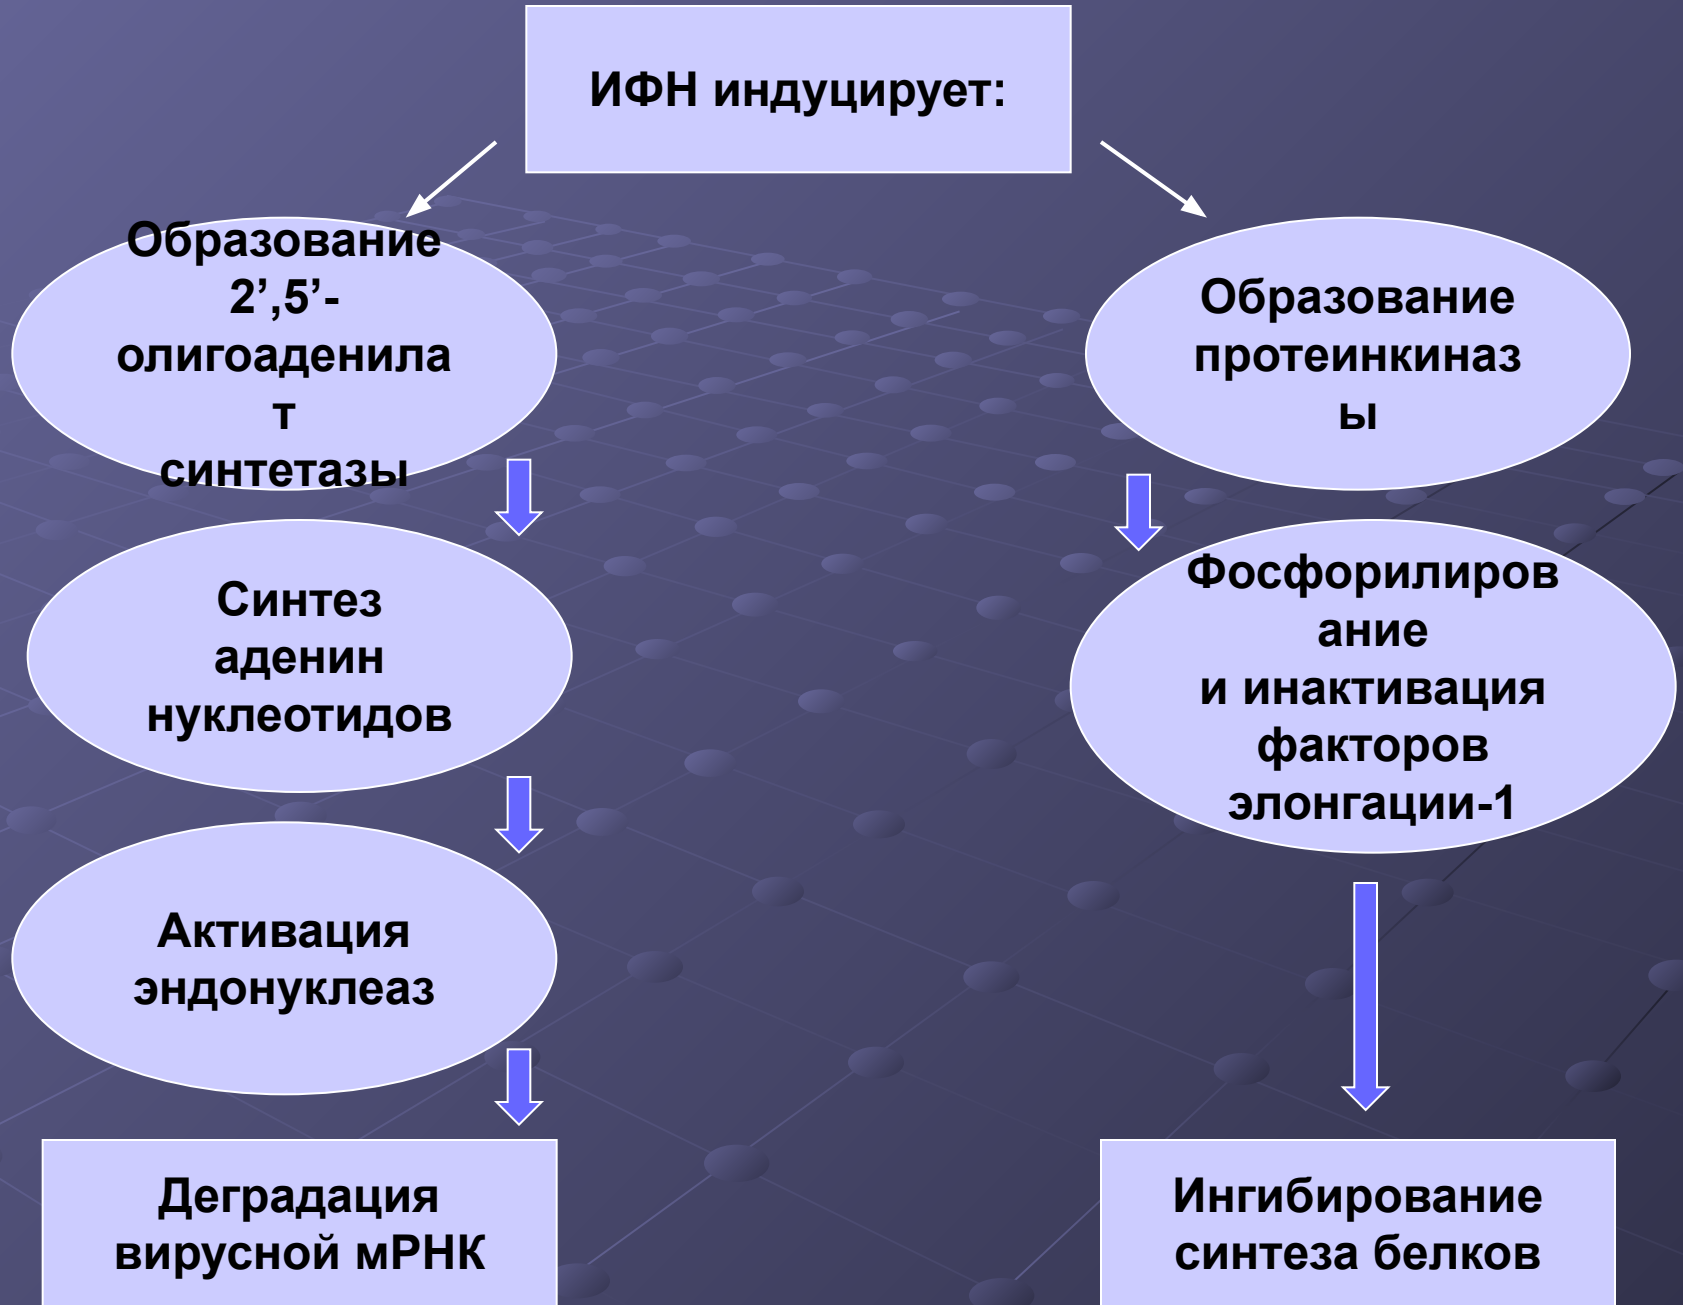 ИФН индуцирует:
Образование
2’,5’-
олигоаденила
т
синтетазы
Синтез
аденин
нуклеотидов
Активация
эндонуклеаз
Деградация
вирусной мРНК
Образование
протеинкиназ
ы
Фосфорилиров
ание
и инактивация
факторов
элонгации-1
Ингибирование
синтеза белков